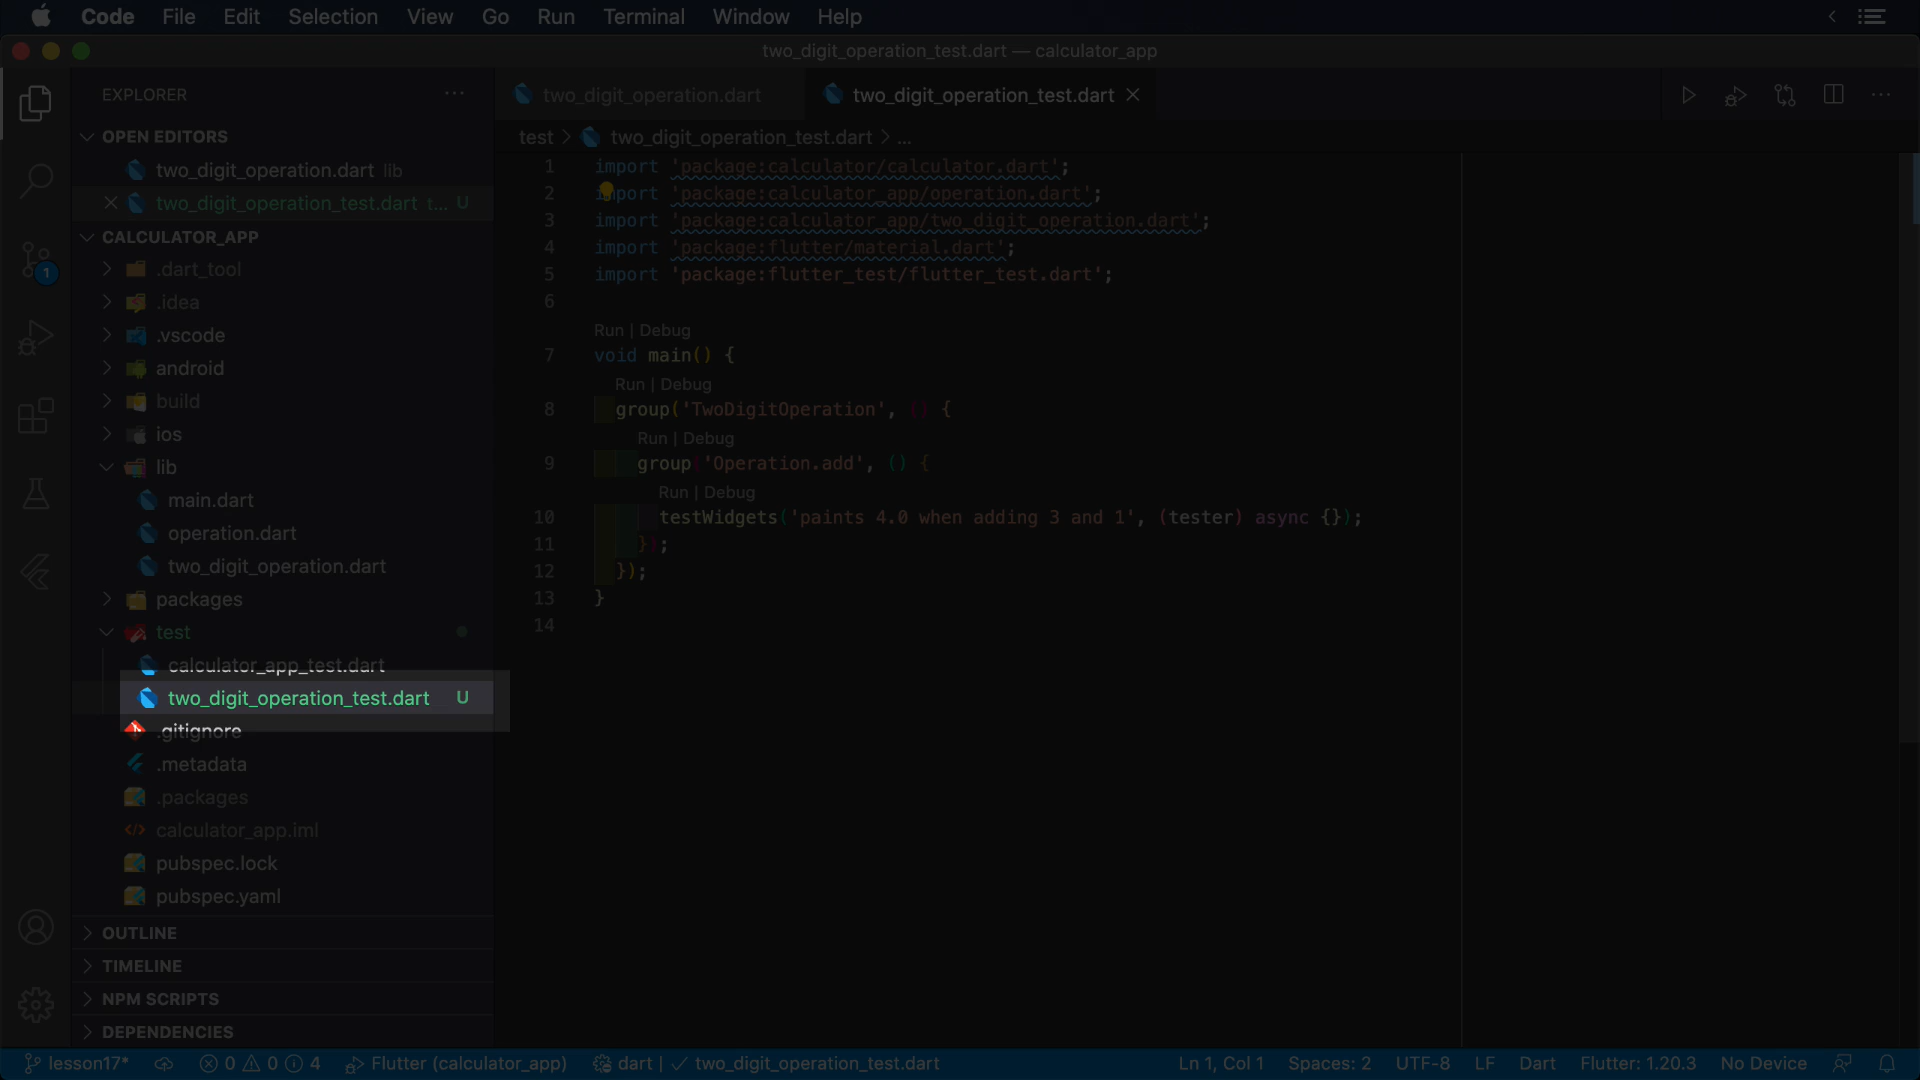 Code File Edit Selection View Go Run Terminal Window Help
two_digit_operation_test.dart — calculator_app
EXPLORER
OPEN EDITORS
two_digit_operation.dart lib
two_digit_operation_test.dart t... U
CALCULATOR_APP
.dart_tool
.idea
.vscode
android
build
ios
lib
main.dart
operation.dart
two_digit_operation.dart
packages
test
calculator_app_test.dart
two_digit_operation_test.dart U
.gitignore
.metadata
.packages
calculator_app.iml
pubspec.lock
pubspec.yaml
OUTLINE
TIMELINE
NPM SCRIPTS
DEPENDENCIES
1
two_digit_operation.dart two_digit_operation_test.dart
test > two_digit_operation_test.dart > ...
1 import 'package:calculator/calculator.dart';
2 import 'package:calculator_app/operation.dart';
3 import 'package:calculator_app/two_digit_operation.dart';
4 import 'package:flutter/material.dart';
5 import 'package:flutter_test/flutter_test.dart';
6
Run | Debug
7 void main() {
Run | Debug
8 group('TwoDigitOperation', () {
Run | Debug
9 group('Operation.add', () {
Run | Debug
10 testWidgets('paints 4.0 when adding 3 and 1', (tester) async {});
11 });
12 });
13 }
14
lesson17* 0 0 4 Flutter (calculator_app) dart | ✓ two_digit_operation_test.dart Ln 1, Col 1 Spaces: 2 UTF-8 LF Dart Flutter: 1.20.3 No Device